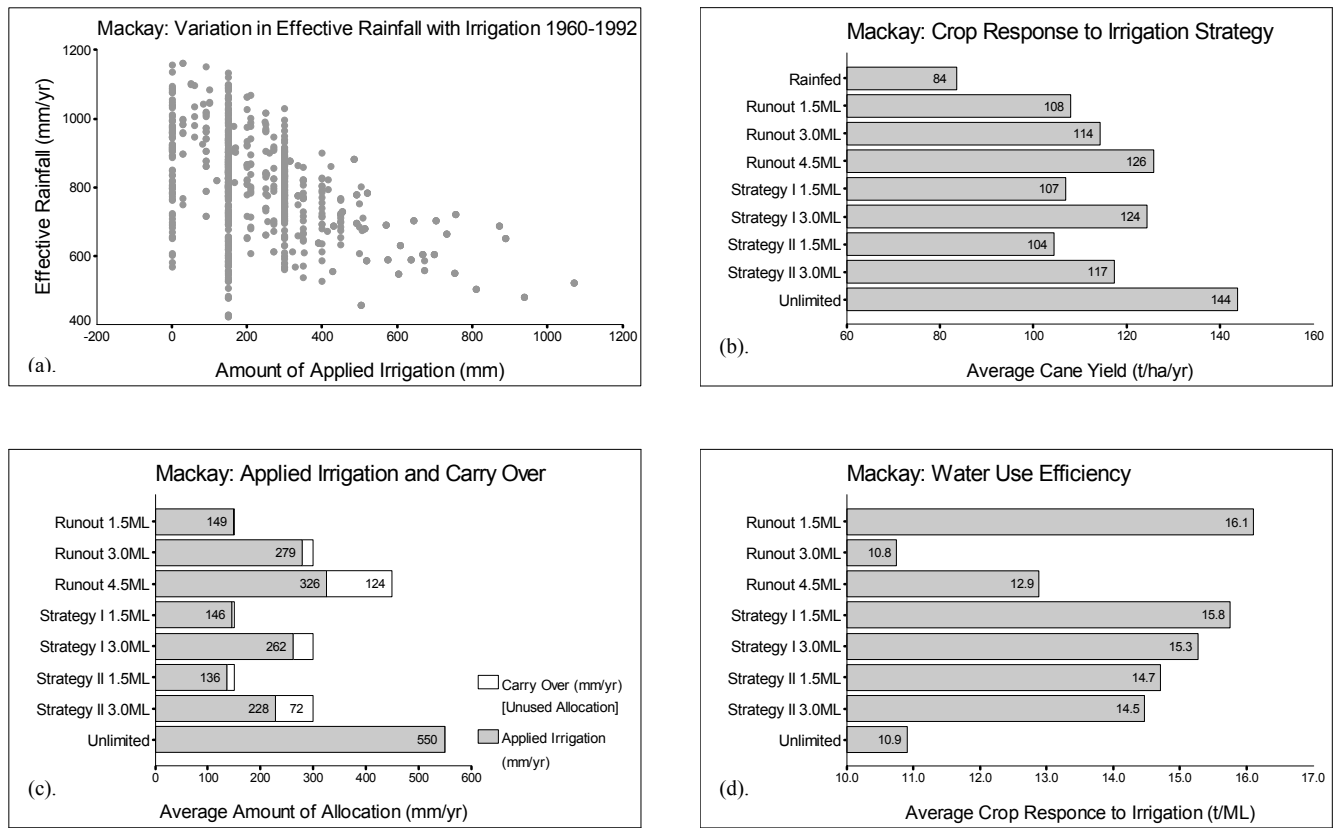 Mackay: Variation in Effective Rainfall with Irrigation 1960-1992
1200
1000
800
600
400
Effective Rainfall (mm/yr)
-200 0 200 400 600 800 1000 1200
Amount of Applied Irrigation (mm)
(a).
Mackay: Crop Response to Irrigation Strategy
Rainfed 84
Runout 1.5ML 108
Runout 3.0ML 114
Runout 4.5ML 126
Strategy I 1.5ML 107
Strategy I 3.0ML 124
Strategy II 1.5ML 104
Strategy II 3.0ML 117
Unlimited 144
60 80 100 120 140 160
Average Cane Yield (t/ha/yr)
(b).
Mackay: Applied Irrigation and Carry Over
Runout 1.5ML 149
Runout 3.0ML 279
Runout 4.5ML 326 124
Strategy I 1.5ML 146
Strategy I 3.0ML 262
Strategy II 1.5ML 136
Strategy II 3.0ML 228 72
Unlimited 550
Carry Over (mm/yr)
[Unused Allocation]
Applied Irrigation
(mm/yr)
0 100 200 300 400 500 600
Average Amount of Allocation (mm/yr)
(c).
Mackay: Water Use Efficiency
Runout 1.5ML 16.1
Runout 3.0ML 10.8
Runout 4.5ML 12.9
Strategy I 1.5ML 15.8
Strategy I 3.0ML 15.3
Strategy II 1.5ML 14.7
Strategy II 3.0ML 14.5
Unlimited 10.9
10.0 11.0 12.0 13.0 14.0 15.0 16.0 17.0
Average Crop Responce to Irrigation (t/ML)
(d).